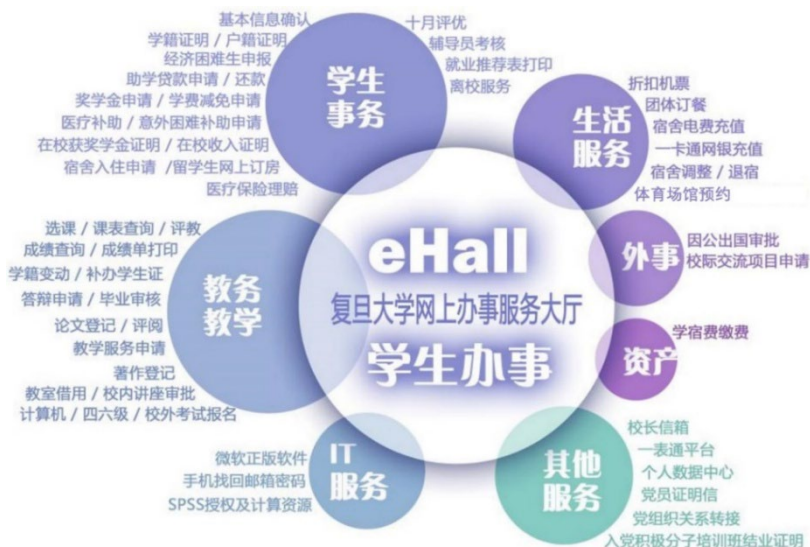 基本信息确认
学籍证明 / 户籍证明
经济困难生申报
助学贷款申请 / 还款
奖学金申请 / 学费减免申请
医疗补助 / 意外困难补助申请
在校获奖学金证明 / 在校收入证明
宿舍入住申请 /留学生网上订房
医疗保险理赔
学生
事务
十月评优
辅导员考核
就业推荐表打印
离校服务
生活
服务
折扣机票
团体订餐
宿舍电费充值
一卡通网银充值
宿舍调整 / 退宿
体育场馆预约
eHall
复旦大学网上办事服务大厅
学生办事
选课 / 课表查询 / 评教
成绩查询 / 成绩单打印
学籍变动 / 补办学生证
答辩申请 / 毕业审核
论文登记 / 评阅
教学服务申请
著作登记
教室借用 / 校内讲座审批
计算机 / 四六级 / 校外考试报名
教务
教学
外事
因公出国审批
校际交流项目申请
资产
学宿费缴费
微软正版软件
手机找回邮箱密码
SPSS授权及计算资源
IT
服务
其他
服务
校长信箱
一表通平台
个人数据中心
党员证明信
党组织关系转接
入党积极分子培训班结业证明